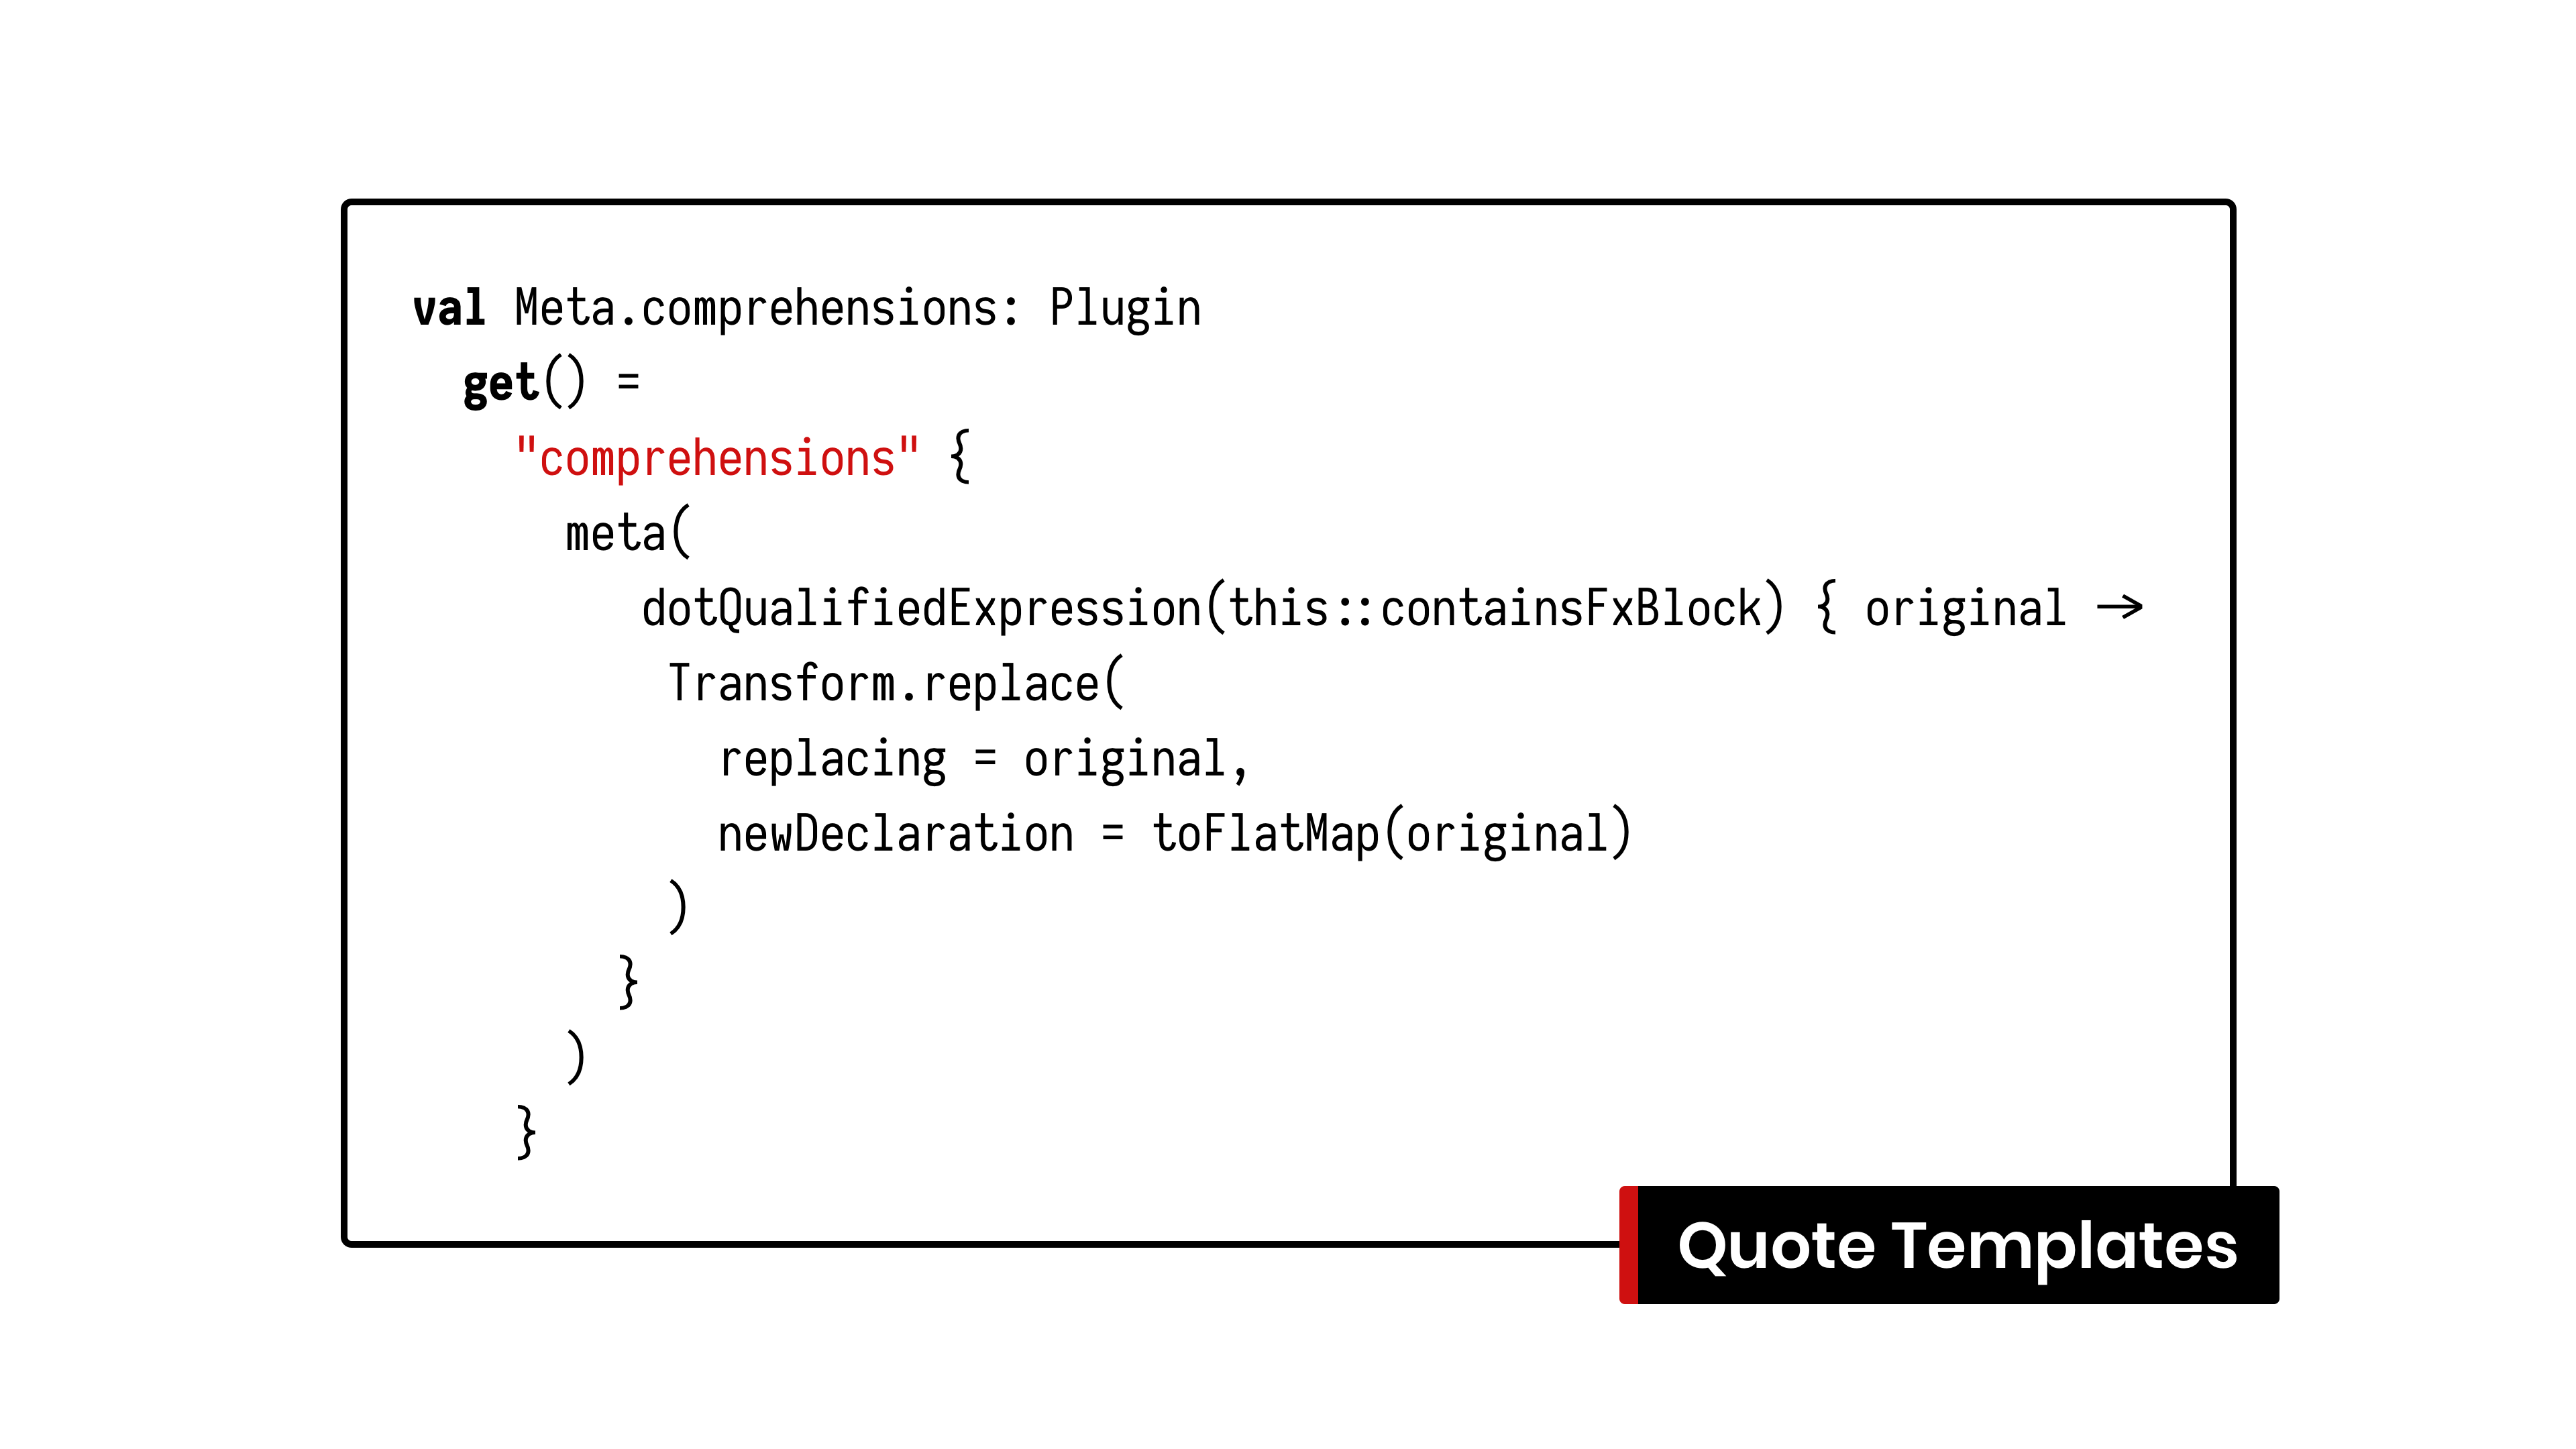 val Meta.comprehensions: Plugin
  get() =
    "comprehensions" {
      meta(
         dotQualifiedExpression(this::containsFxBlock) { original →
          Transform.replace(
            replacing = original,
            newDeclaration = toFlatMap(original)
          )
        }
      )
    }
Quote Templates